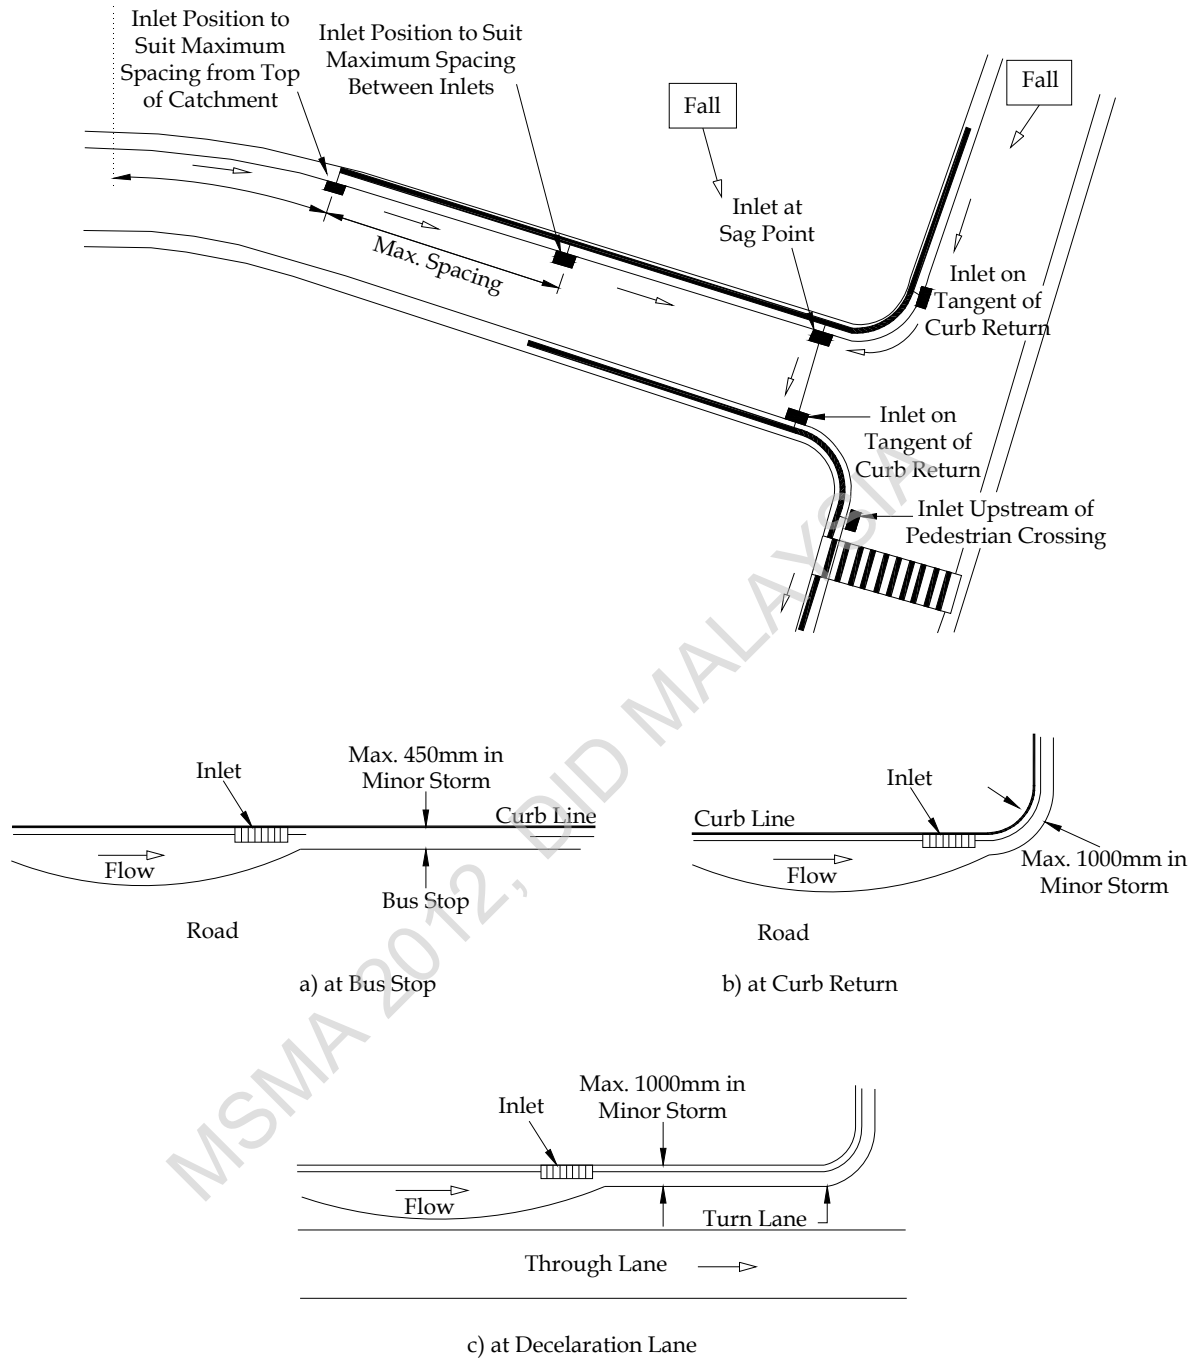 Inlet Position to
Suit Maximum
Spacing from Top
of Catchment
Inlet Position to Suit
Maximum Spacing
Between Inlets
Fall
Fall
Inlet at
Sag Point
Max. Spacing
Inlet on
Tangent of
Curb Return
Inlet on
Tangent of
Curb Return
Inlet Upstream of
Pedestrian Crossing
MSMA 2012, DID MALAYSIA
Inlet
Max. 450mm in
Minor Storm
Curb Line
Flow
Bus Stop
Road
a) at Bus Stop
Inlet
Curb Line
Flow
Max. 1000mm in
Minor Storm
Road
b) at Curb Return
Inlet
Max. 1000mm in
Minor Storm
Flow
Turn Lane
Through Lane
c) at Decelaration Lane